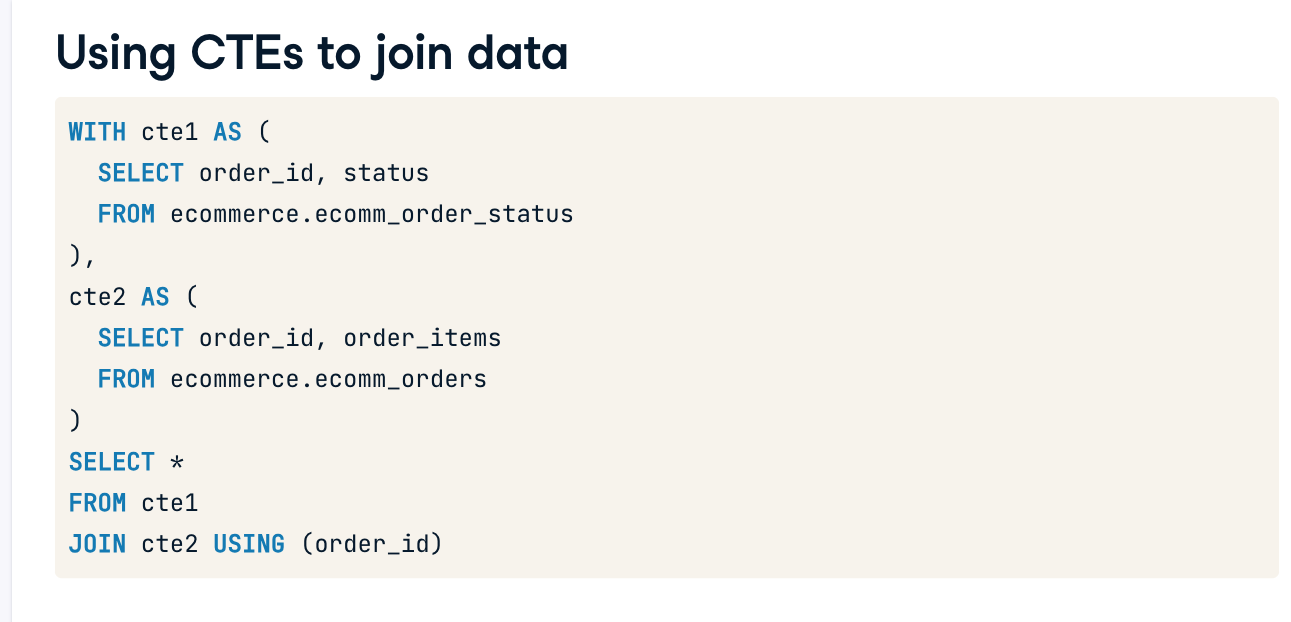 Using CTEs to join data
WITH cte1 AS (
  SELECT order_id, status
  FROM ecommerce.ecomm_order_status
),
cte2 AS (
  SELECT order_id, order_items
  FROM ecommerce.ecomm_orders
)
SELECT *
FROM cte1
JOIN cte2 USING (order_id)